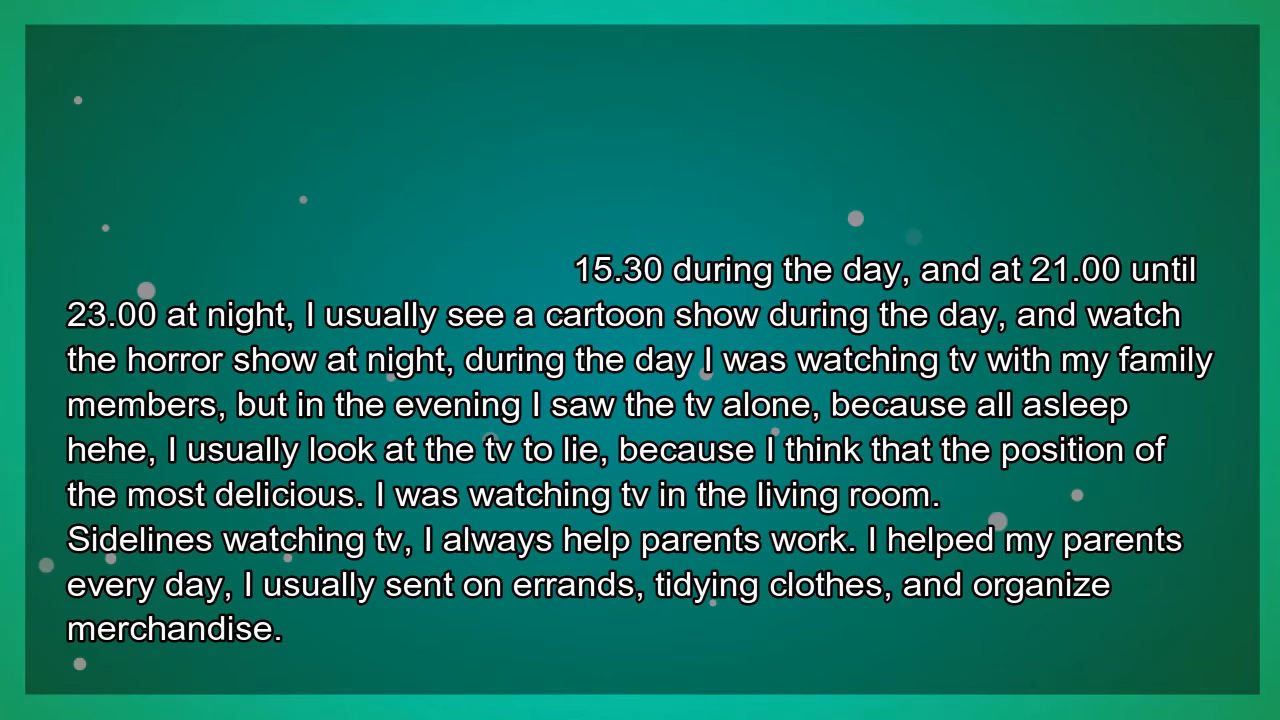 15.30 during the day, and at 21.00 until
23.00 at night, I usually see a cartoon show during the day, and watch
the horror show at night, during the day I was watching tv with my family
members, but in the evening I saw the tv alone, because all asleep
hehe, I usually look at the tv to lie, because I think that the position of
the most delicious. I was watching tv in the living room.
Sidelines watching tv, I always help parents work. I helped my parents
every day, I usually sent on errands, tidying clothes, and organize
merchandise.